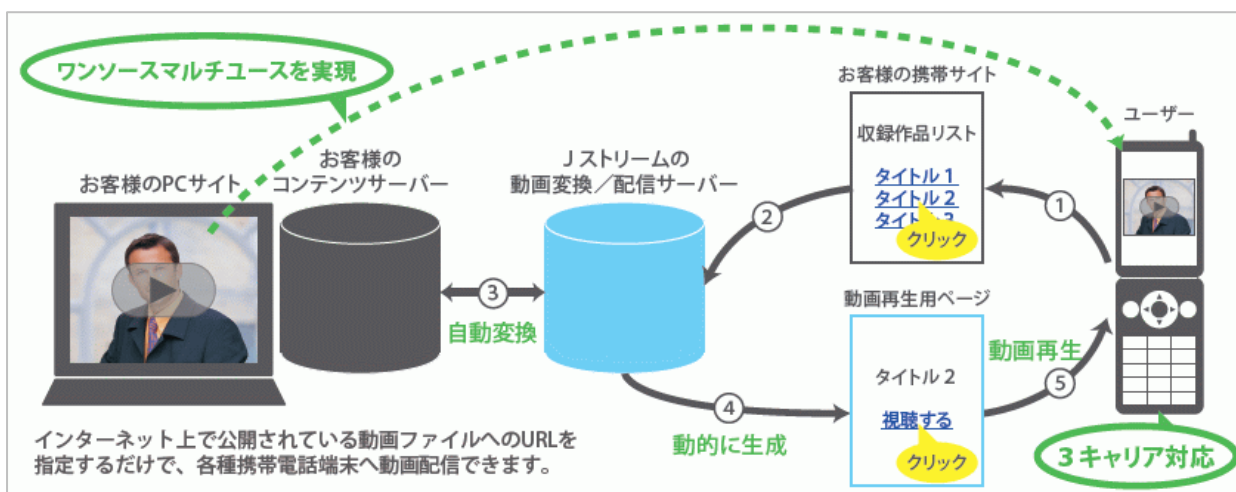 ワンソースマルチユースを実現
お客様のPCサイト
お客様の
コンテンツサーバー
Jストリームの
動画変換／配信サーバー
お客様の携帯サイト
収録作品リスト
タイトル1
タイトル2
タイトル3
クリック
ユーザー
①
②
③
自動変換
④
動的に生成
動画再生用ページ
タイトル2
視聴する
クリック
動画再生
⑤
3キャリア対応
インターネット上で公開されている動画ファイルへのURLを
指定するだけで、各種携帯電話端末へ動画配信できます。